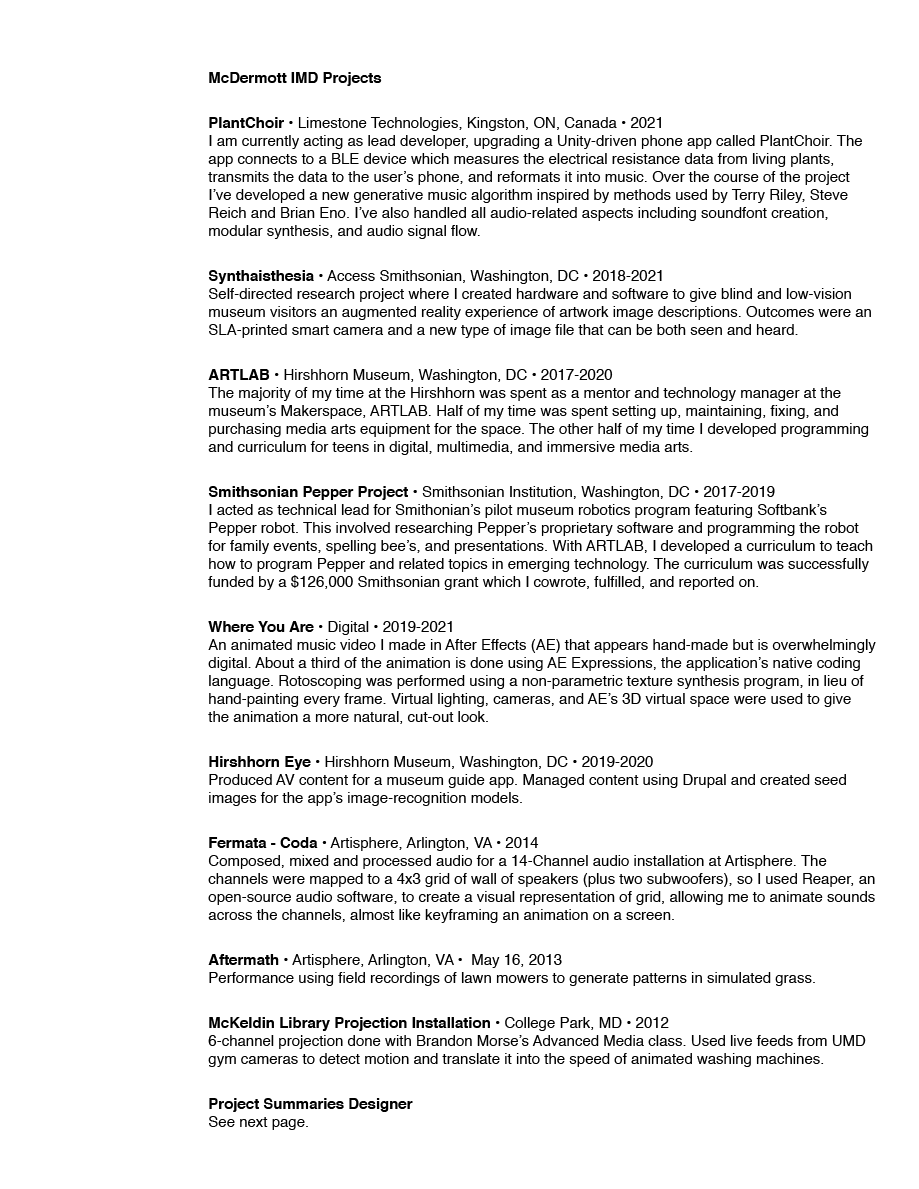 McDermott IMD Projects
PlantChoir • Limestone Technologies, Kingston, ON, Canada • 2021
I am currently acting as lead developer, upgrading a Unity-driven phone app called PlantChoir. The
app connects to a BLE device which measures the electrical resistance data from living plants,
transmits the data to the user's phone, and reformats it into music. Over the course of the project
I've developed a new generative music algorithm inspired by methods used by Terry Riley, Steve
Reich and Brian Eno. I've also handled all audio-related aspects including soundfont creation,
modular synthesis, and audio signal flow.
Synthaisthesia • Access Smithsonian, Washington, DC • 2018-2021
Self-directed research project where I created hardware and software to give blind and low-vision
museum visitors an augmented reality experience of artwork image descriptions. Outcomes were an
SLA-printed smart camera and a new type of image file that can be both seen and heard.
ARTLAB • Hirshhorn Museum, Washington, DC • 2017-2020
The majority of my time at the Hirshhorn was spent as a mentor and technology manager at the
museum's Makerspace, ARTLAB. Half of my time was spent setting up, maintaining, fixing, and
purchasing media arts equipment for the space. The other half of my time I developed programming
and curriculum for teens in digital, multimedia, and immersive media arts.
Smithsonian Pepper Project • Smithsonian Institution, Washington, DC • 2017-2019
I acted as technical lead for Smithonian's pilot museum robotics program featuring Softbank's
Pepper robot. This involved researching Pepper's proprietary software and programming the robot
for family events, spelling bee's, and presentations. With ARTLAB, I developed a curriculum to teach
how to program Pepper and related topics in emerging technology. The curriculum was successfully
funded by a $126,000 Smithsonian grant which I cowrote, fulfilled, and reported on.
Where You Are • Digital • 2019-2021
An animated music video I made in After Effects (AE) that appears hand-made but is overwhelmingly
digital. About a third of the animation is done using AE Expressions, the application's native coding
language. Rotoscoping was performed using a non-parametric texture synthesis program, in lieu of
hand-painting every frame. Virtual lighting, cameras, and AE's 3D virtual space were used to give
the animation a more natural, cut-out look.
Hirshhorn Eye • Hirshhorn Museum, Washington, DC • 2019-2020
Produced AV content for a museum guide app. Managed content using Drupal and created seed
images for the app's image-recognition models.
Fermata - Coda • Artisphere, Arlington, VA • 2014
Composed, mixed and processed audio for a 14-Channel audio installation at Artisphere. The
channels were mapped to a 4x3 grid of wall of speakers (plus two subwoofers), so I used Reaper, an
open-source audio software, to create a visual representation of grid, allowing me to animate sounds
across the channels, almost like keyframing an animation on a screen.
Aftermath • Artisphere, Arlington, VA • May 16, 2013
Performance using field recordings of lawn mowers to generate patterns in simulated grass.
McKeldin Library Projection Installation • College Park, MD • 2012
6-channel projection done with Brandon Morse's Advanced Media class. Used live feeds from UMD
gym cameras to detect motion and translate it into the speed of animated washing machines.
Project Summaries Designer
See next page.